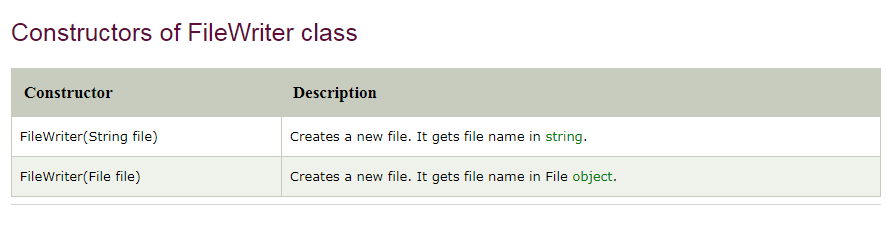 Constructors of FileWriter class
Constructor Description
FileWriter(String file) Creates a new file. It gets file name in string.
FileWriter(File file) Creates a new file. It gets file name in File object.